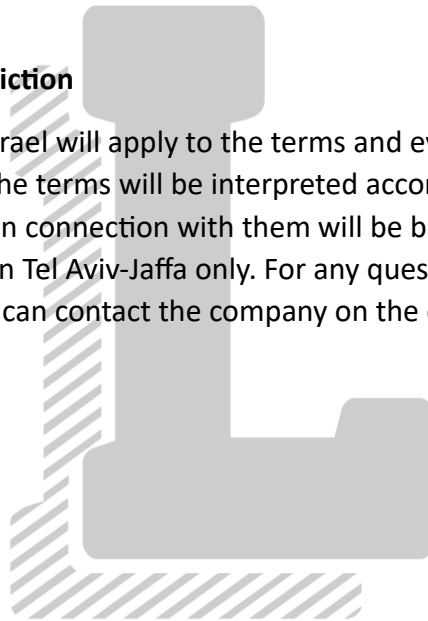 iction
rael will apply to the terms and ev
he terms will be interpreted accor
n connection with them will be b
n Tel Aviv-Jaffa only. For any ques
can contact the company on the